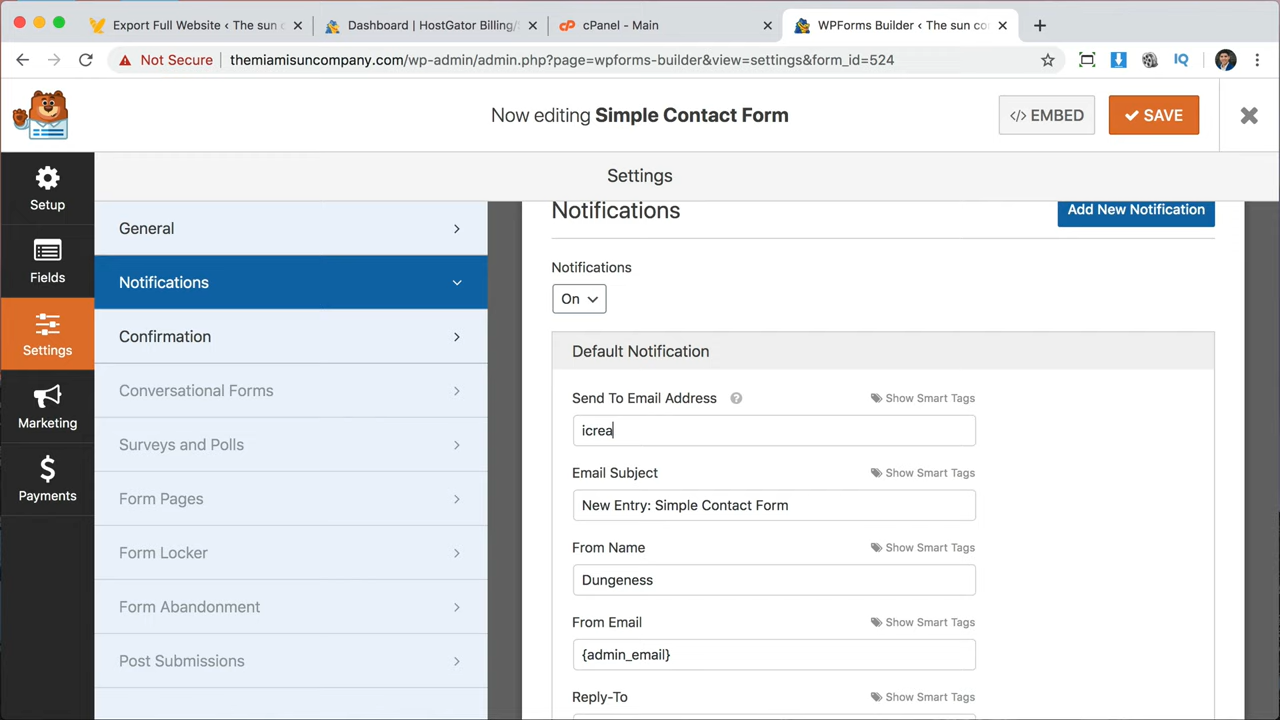 Export Full Website ‹ The sun c
Dashboard | HostGator Billing/
cPanel - Main
WPForms Builder ‹ The sun co
Not Secure
themiamisuncompany.com/wp-admin/admin.php?page=wpforms-builder&view=settings&form_id=524
IQ
Now editing Simple Contact Form
</> EMBED
SAVE
Setup
Fields
Settings
Marketing
Payments
Settings
General
Notifications
Confirmation
Conversational Forms
Surveys and Polls
Form Pages
Form Locker
Form Abandonment
Post Submissions
Notifications
Add New Notification
Notifications
On
Default Notification
Send To Email Address ?
Show Smart Tags
icrea
Email Subject
Show Smart Tags
New Entry: Simple Contact Form
From Name
Show Smart Tags
Dungeness
From Email
Show Smart Tags
{admin_email}
Reply-To
Show Smart Tags